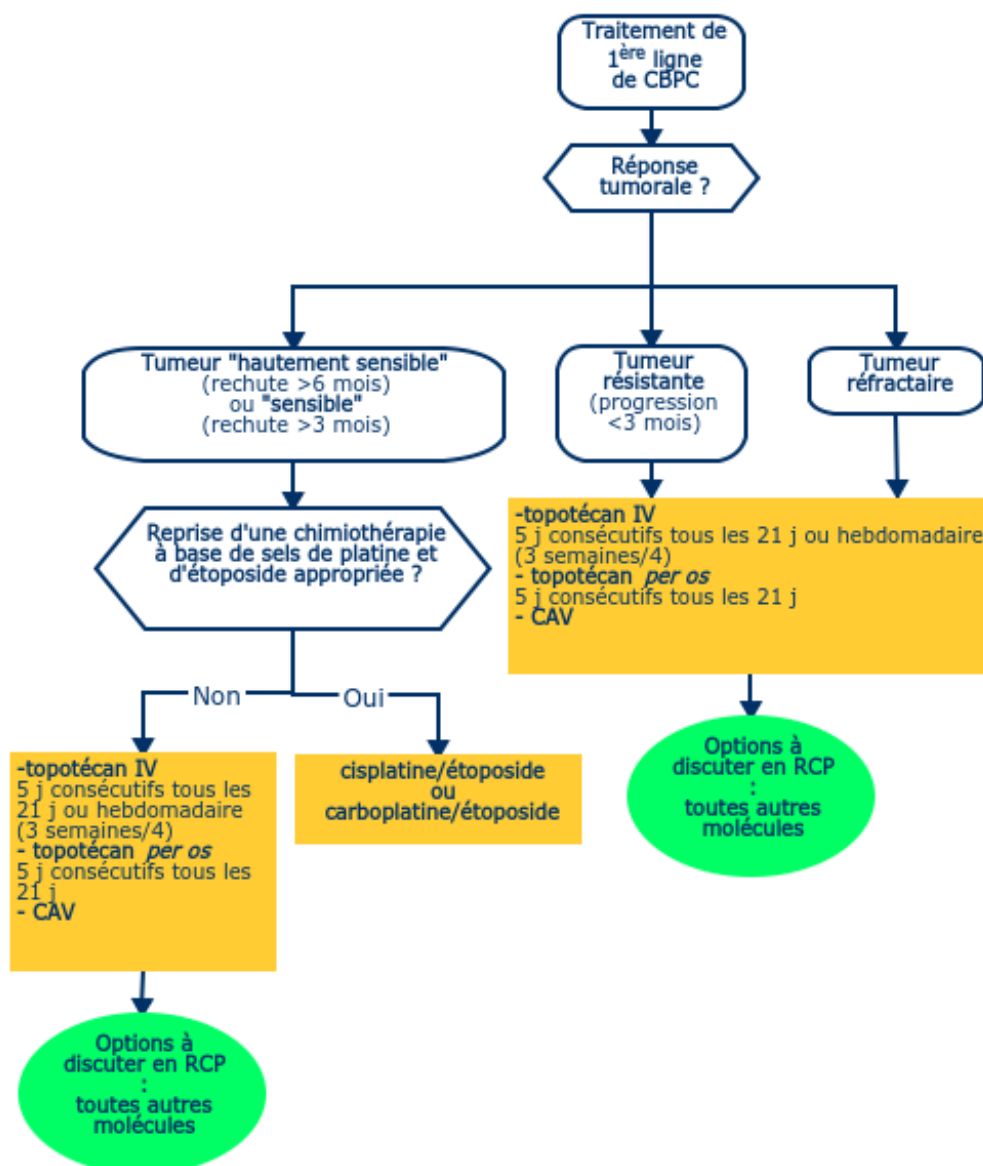 Traitement de
1ère ligne
de CBPC
Réponse
tumorale ?
Tumeur "hautement sensible"
(rechute >6 mois)
ou "sensible"
(rechute >3 mois)
Tumeur
résistante
(progression
<3 mois)
Tumeur
réfractaire
Reprise d'une chimiothérapie
à base de sels de platine et
d'étoposide appropriée ?
-topotécan IV
5 j consécutifs tous les 21 j ou hebdomadaire
(3 semaines/4)
- topotécan per os
5 j consécutifs tous les 21 j
- CAV
Non
Oui
-topotécan IV
5 j consécutifs tous les
21 j ou hebdomadaire
(3 semaines/4)
- topotécan per os
5 j consécutifs tous les
21 j
- CAV
cisplatine/étoposide
ou
carboplatine/étoposide
Options à
discuter en RCP
:
toutes autres
molécules
Options à
discuter en RCP
:
toutes autres
molécules